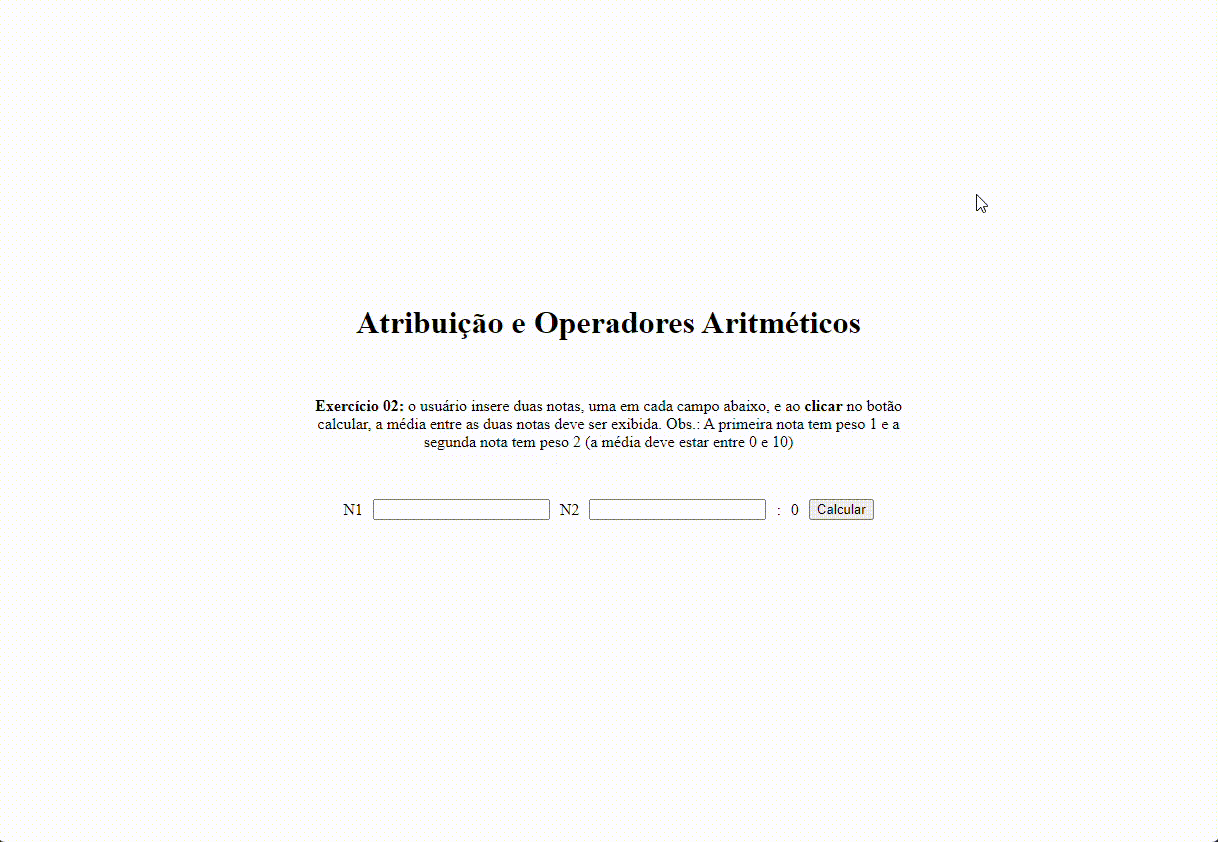 Atribuição e Operadores Aritméticos
Exercício 02: o usuário insere duas notas, uma em cada campo abaixo, e ao clicar no botão
calcular, a média entre as duas notas deve ser exibida. Obs.: A primeira nota tem peso 1 e a
segunda nota tem peso 2 (a média deve estar entre 0 e 10)
N1 N2 : 0 Calcular